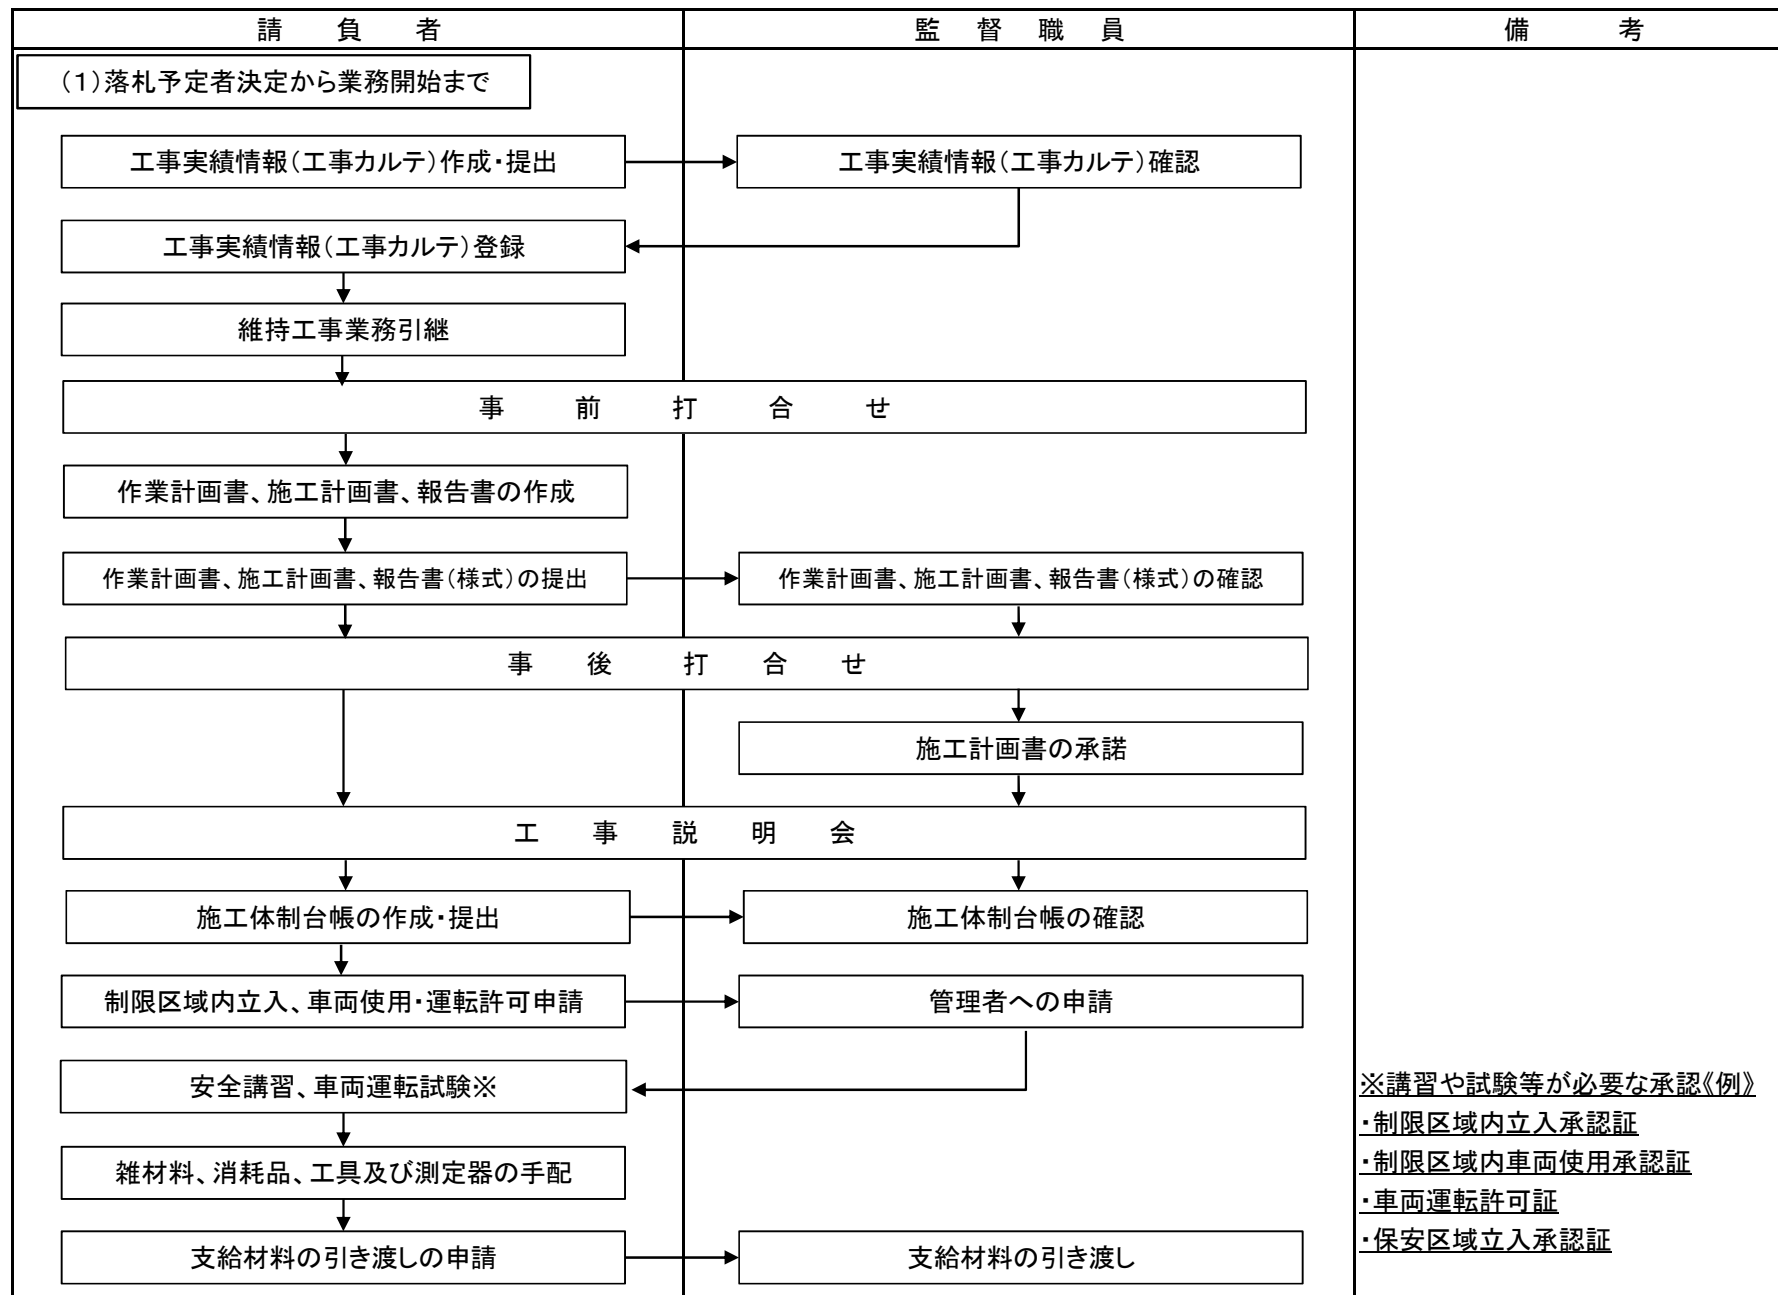 請負者 監督職員 備考
(1)落札予定者決定から業務開始まで
工事実績情報(工事カルテ)作成・提出 工事実績情報(工事カルテ)確認
工事実績情報(工事カルテ)登録
維持工事業務引継
事前打合せ
作業計画書、施工計画書、報告書の作成
作業計画書、施工計画書、報告書(様式)の提出 作業計画書、施工計画書、報告書(様式)の確認
事後打合せ
施工計画書の承諾
工事説明会
施工体制台帳の作成・提出 施工体制台帳の確認
制限区域内立入、車両使用・運転許可申請 管理者への申請
安全講習、車両運転試験※ ※講習や試験等が必要な承認《例》
・制限区域内立入承認証
雑材料、消耗品、工具及び測定器の手配 ・制限区域内車両使用承認証
・車両運転許可証
支給材料の引き渡しの申請 支給材料の引き渡し ・保安区域立入承認証